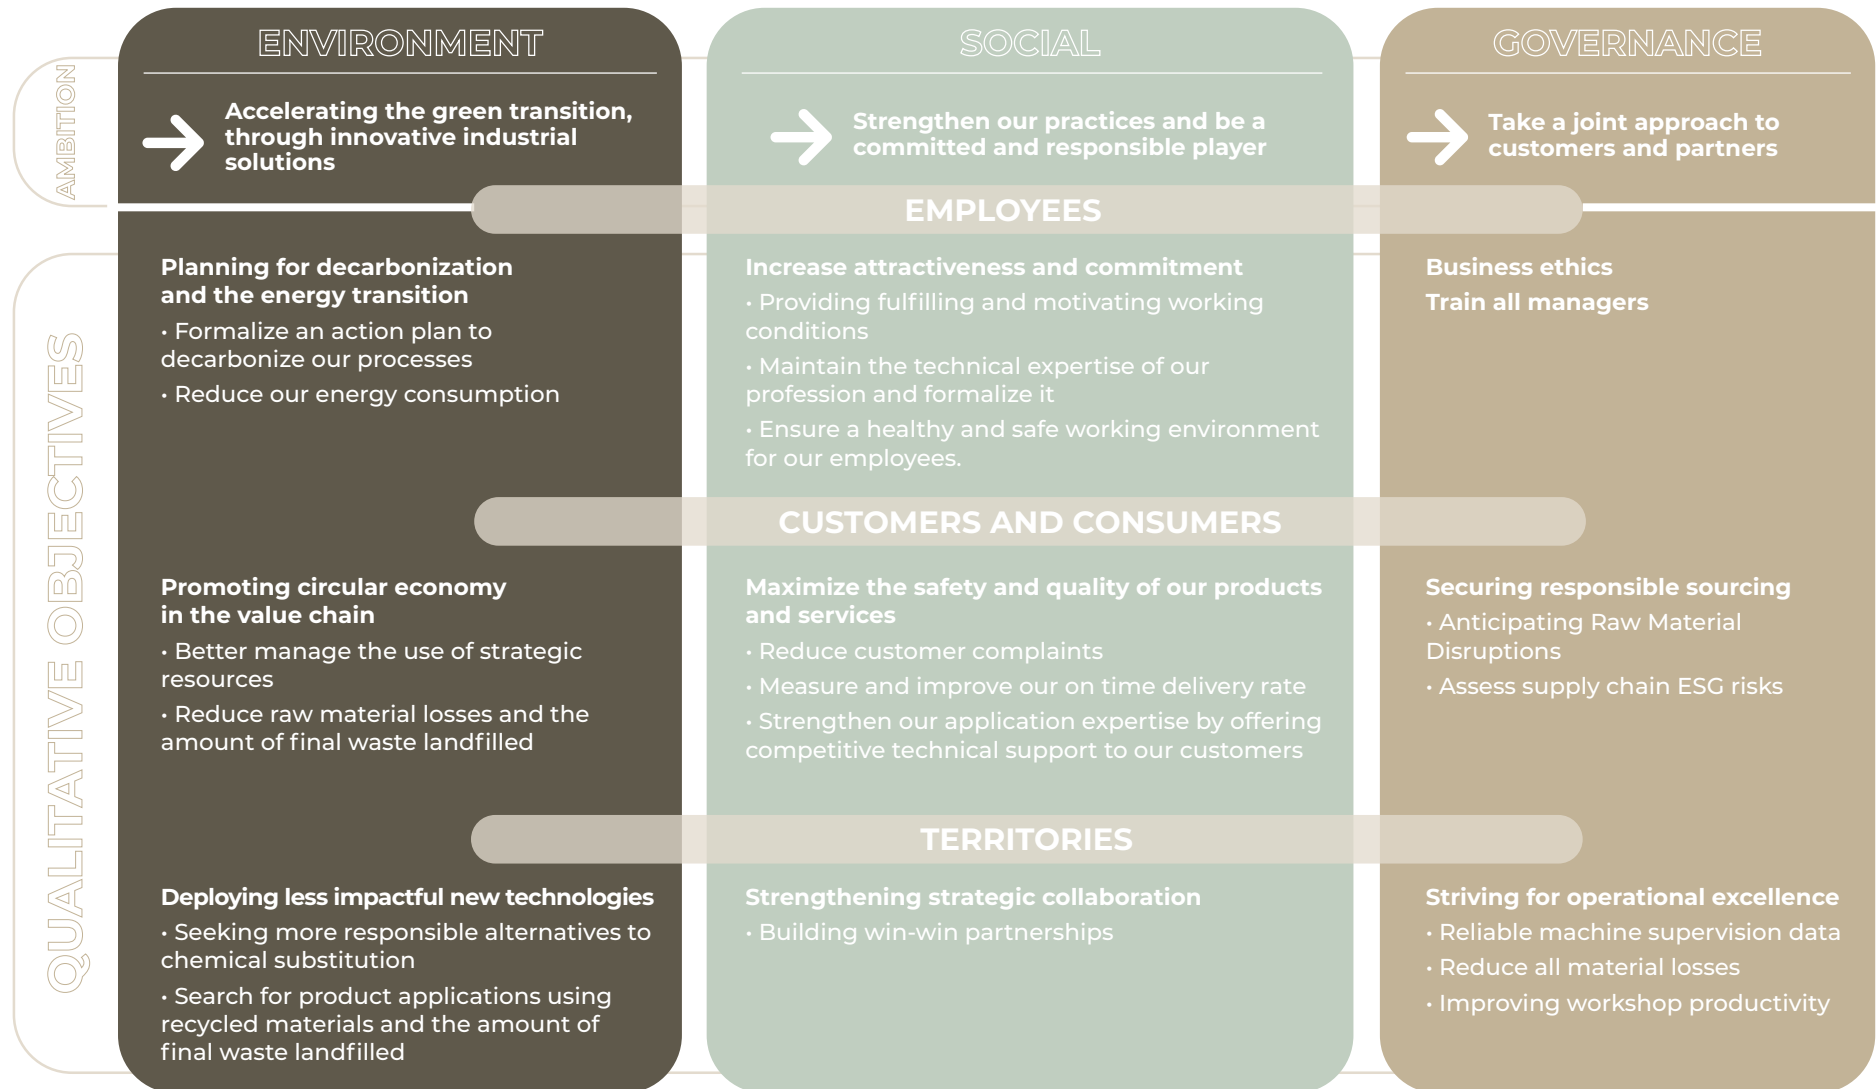 ENVIRONMENT
SOCIAL
GOVERNANCE
AMBITION
Accelerating the green transition,
through innovative industrial
solutions
Strengthen our practices and be a
committed and responsible player
Take a joint approach to
customers and partners
EMPLOYEES
QUALITATIVE OBJECTIVES
Planning for decarbonization
and the energy transition
• Formalize an action plan to
decarbonize our processes
• Reduce our energy consumption
Increase attractiveness and commitment
• Providing fulfilling and motivating working
conditions
• Maintain the technical expertise of our
profession and formalize it
• Ensure a healthy and safe working environment
for our employees.
Business ethics
Train all managers
CUSTOMERS AND CONSUMERS
Promoting circular economy
in the value chain
• Better manage the use of strategic
resources
• Reduce raw material losses and the
amount of final waste landfilled
Maximize the safety and quality of our products
and services
• Reduce customer complaints
• Measure and improve our on time delivery rate
• Strengthen our application expertise by offering
competitive technical support to our customers
Securing responsible sourcing
• Anticipating Raw Material
Disruptions
• Assess supply chain ESG risks
TERRITORIES
Deploying less impactful new technologies
• Seeking more responsible alternatives to
chemical substitution
• Search for product applications using
recycled materials and the amount of
final waste landfilled
Strengthening strategic collaboration
• Building win-win partnerships
Striving for operational excellence
• Reliable machine supervision data
• Reduce all material losses
• Improving workshop productivity